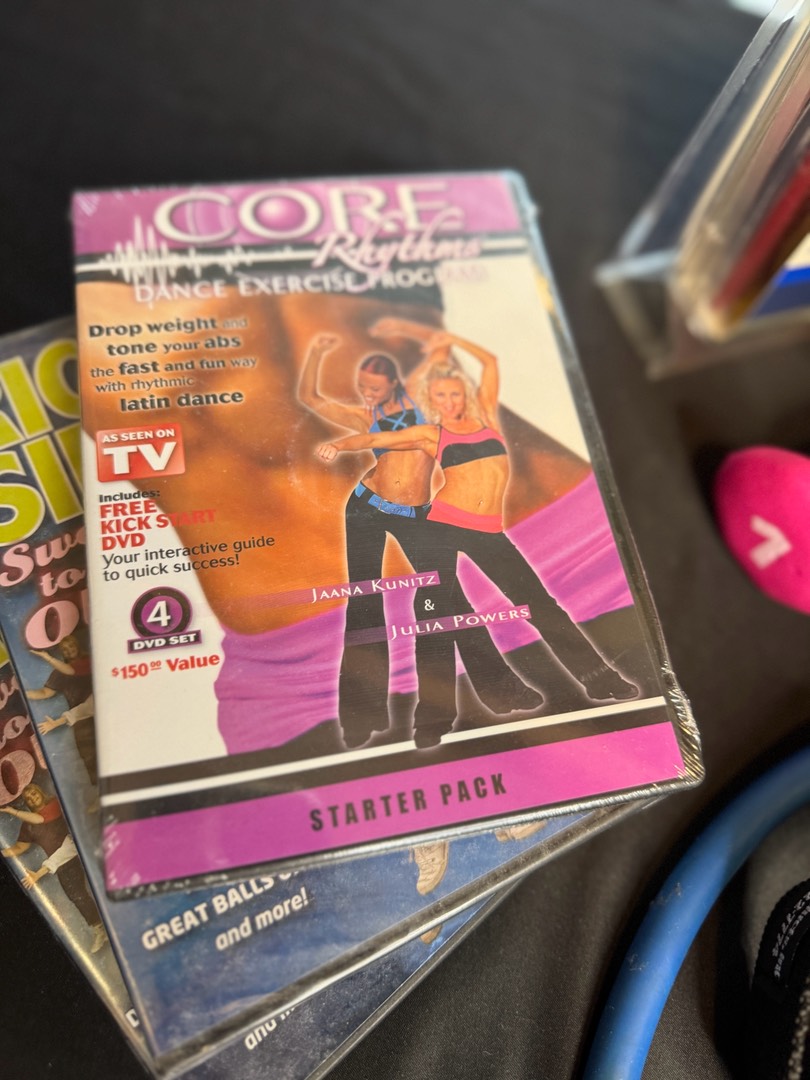 CORE
Rhythms
DANCE EXERCISE PROGRAM
Drop weight and
tone your abs
the fast and fun way
with rhythmic
latin dance
AS SEEN ON
TV
Includes:
FREE
KICK START
DVD
Your interactive guide
to quick success!
4
DVD SET
$150.00 Value
JAANA KUNITZ
&
JULIA POWERS
STARTER PACK
GREAT BALLS
and more!